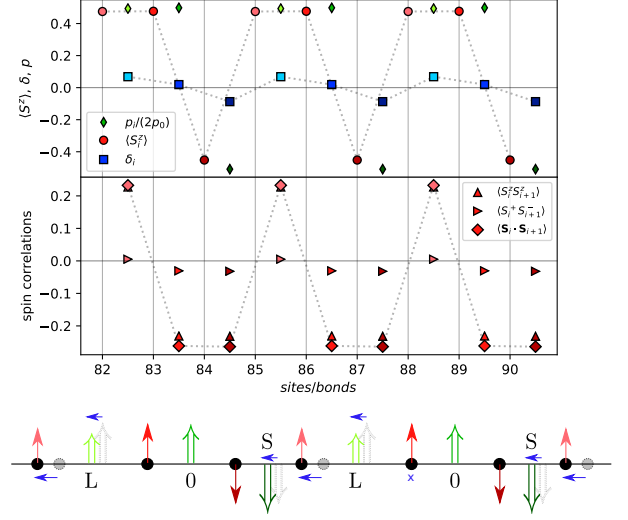 0.4
0.2
0.0
−0.2
−0.4
⟨S^z⟩, δ, p
p_i/(2p_0)
⟨S_i^z⟩
δ_i
0.2
0.1
0.0
−0.1
−0.2
spin correlations
⟨S_i^z S_{i+1}^z⟩
⟨S_i^+ S_{i+1}^-⟩
⟨S_i · S_{i+1}⟩
82 83 84 85 86 87 88 89 90
sites/bonds
S S
L 0 L x 0